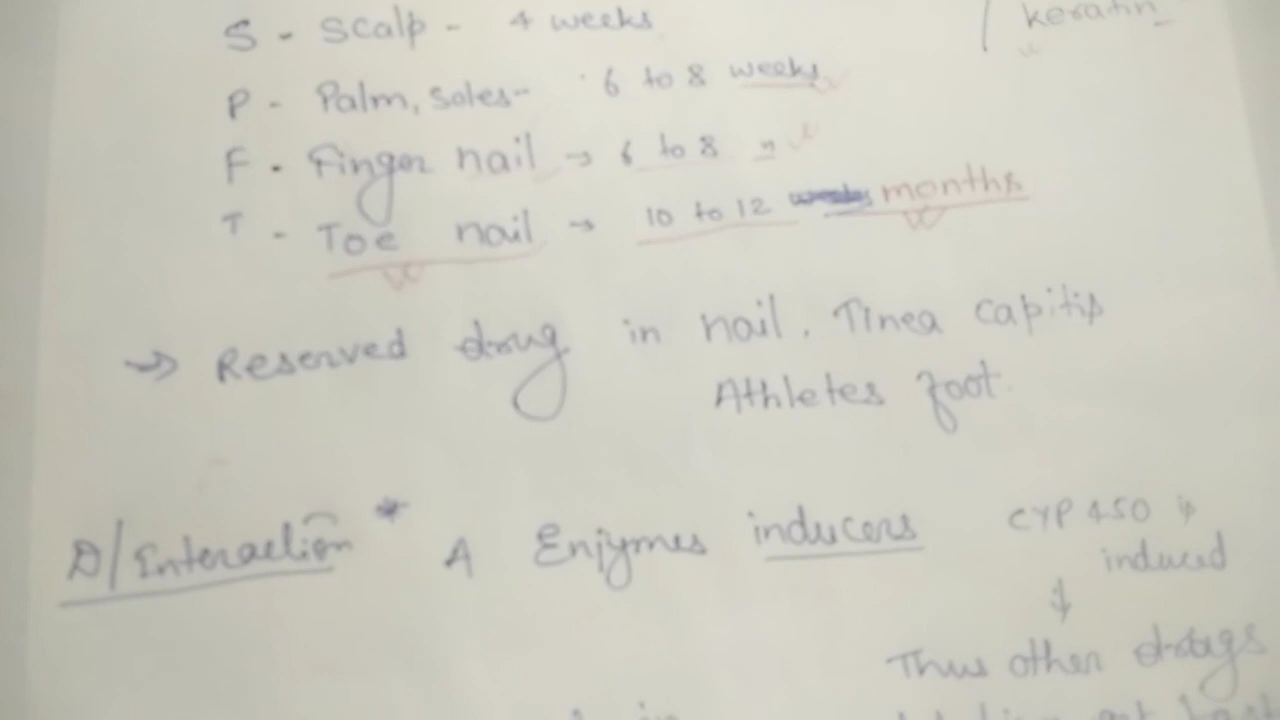 S - Scalp - 4 weeks
keratin
P - Palm, soles - 6 to 8 weeks
F - Finger nail → 6 to 8 "
T - Toe nail → 10 to 12 months
→ Reserved drug in nail. Tinea capitis
Athletes foot.
D/Interaction * A Enzymes inducers CYP 450 is
induced
↓
Thus other drugs